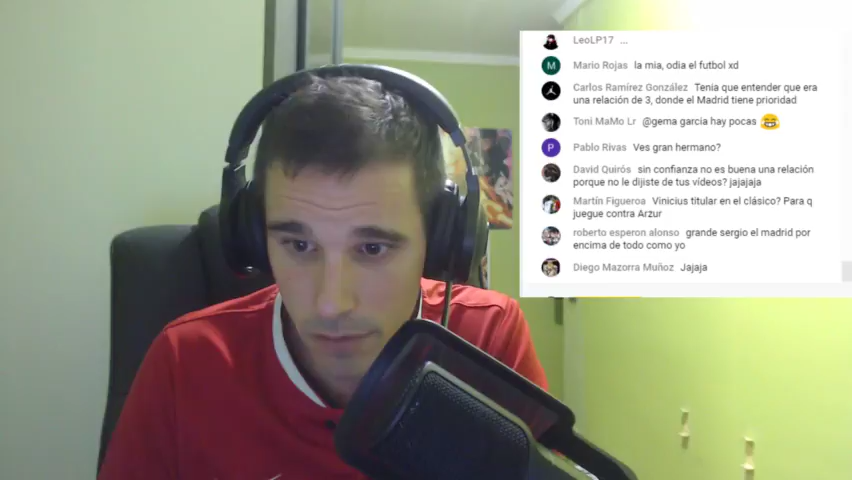 LeoLP17 ...
M Mario Rojas la mia, odia el futbol xd
Carlos Ramírez González Tenia que entender que era
una relación de 3, donde el Madrid tiene prioridad
Toni MaMo Lr @gema garcia hay pocas 😂
P Pablo Rivas Ves gran hermano?
David Quirós sin confianza no es buena una relación
porque no le dijiste de tus vídeos? jajajaja
Martín Figueroa Vinicius titular en el clásico? Para q
juegue contra Arzur
roberto esperon alonso grande sergio el madrid por
encima de todo como yo
Diego Mazorra Muñoz Jajaja